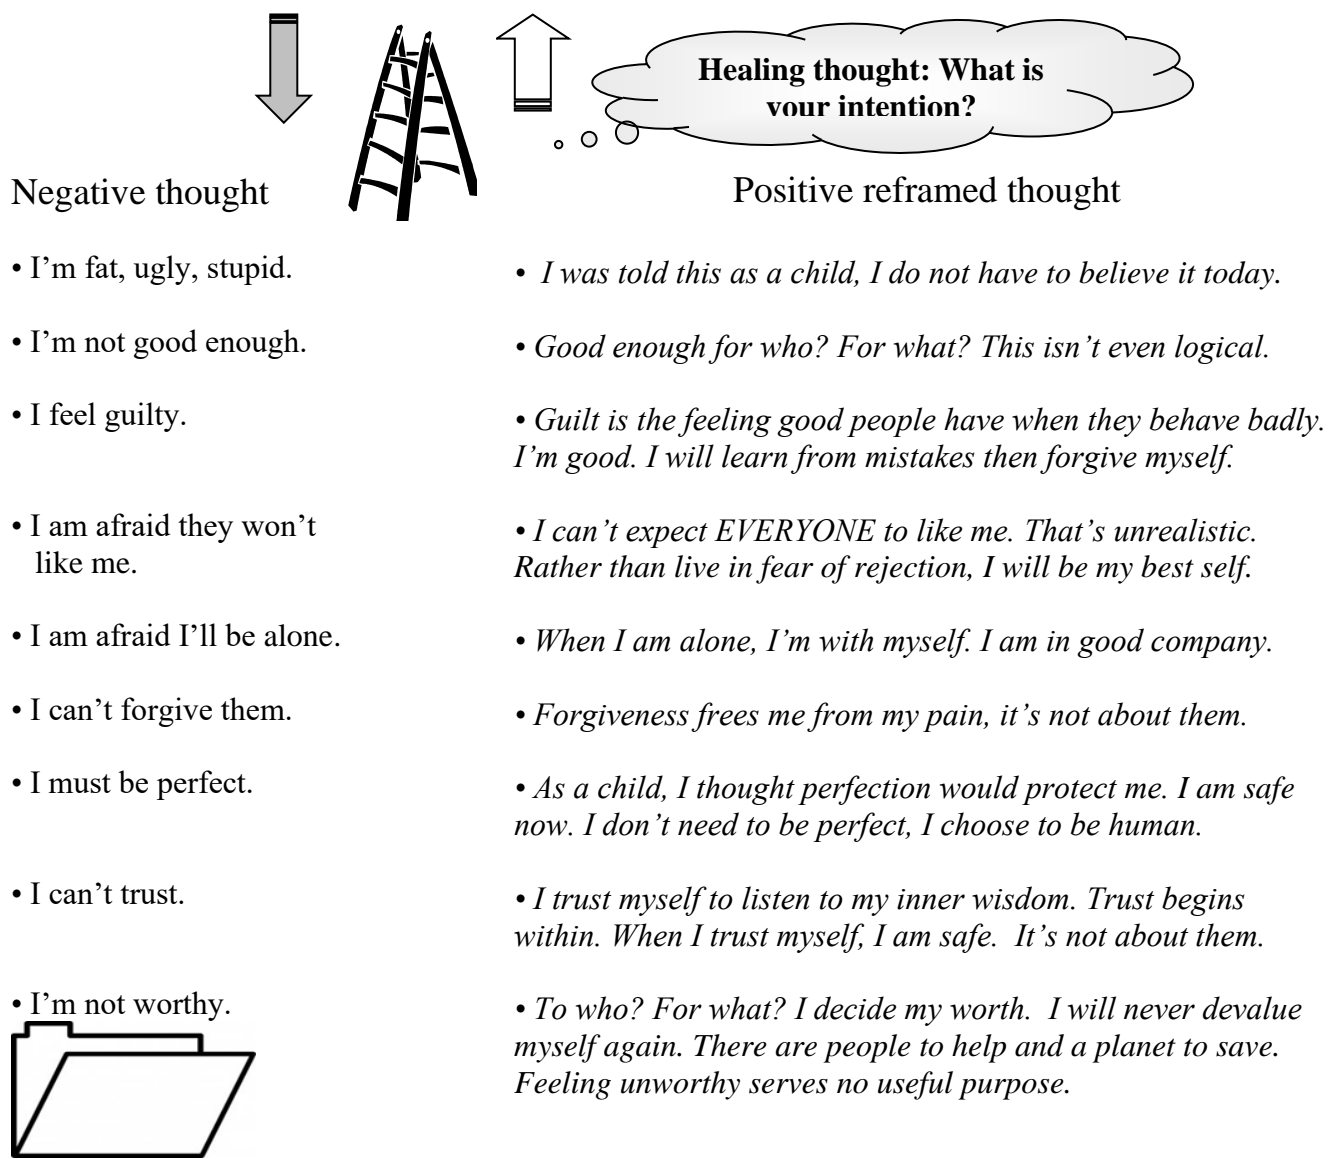 Healing thought: What is
your intention?
Negative thought
Positive reframed thought
• I’m fat, ugly, stupid.
• I was told this as a child, I do not have to believe it today.
• I’m not good enough.
• Good enough for who? For what? This isn’t even logical.
• I feel guilty.
• Guilt is the feeling good people have when they behave badly.
I’m good. I will learn from mistakes then forgive myself.
• I am afraid they won’t
like me.
• I can’t expect EVERYONE to like me. That’s unrealistic.
Rather than live in fear of rejection, I will be my best self.
• I am afraid I’ll be alone.
• When I am alone, I’m with myself. I am in good company.
• I can’t forgive them.
• Forgiveness frees me from my pain, it’s not about them.
• I must be perfect.
• As a child, I thought perfection would protect me. I am safe
now. I don’t need to be perfect, I choose to be human.
• I can’t trust.
• I trust myself to listen to my inner wisdom. Trust begins
within. When I trust myself, I am safe.  It’s not about them.
• I’m not worthy.
• To who? For what? I decide my worth.  I will never devalue
myself again. There are people to help and a planet to save.
Feeling unworthy serves no useful purpose.